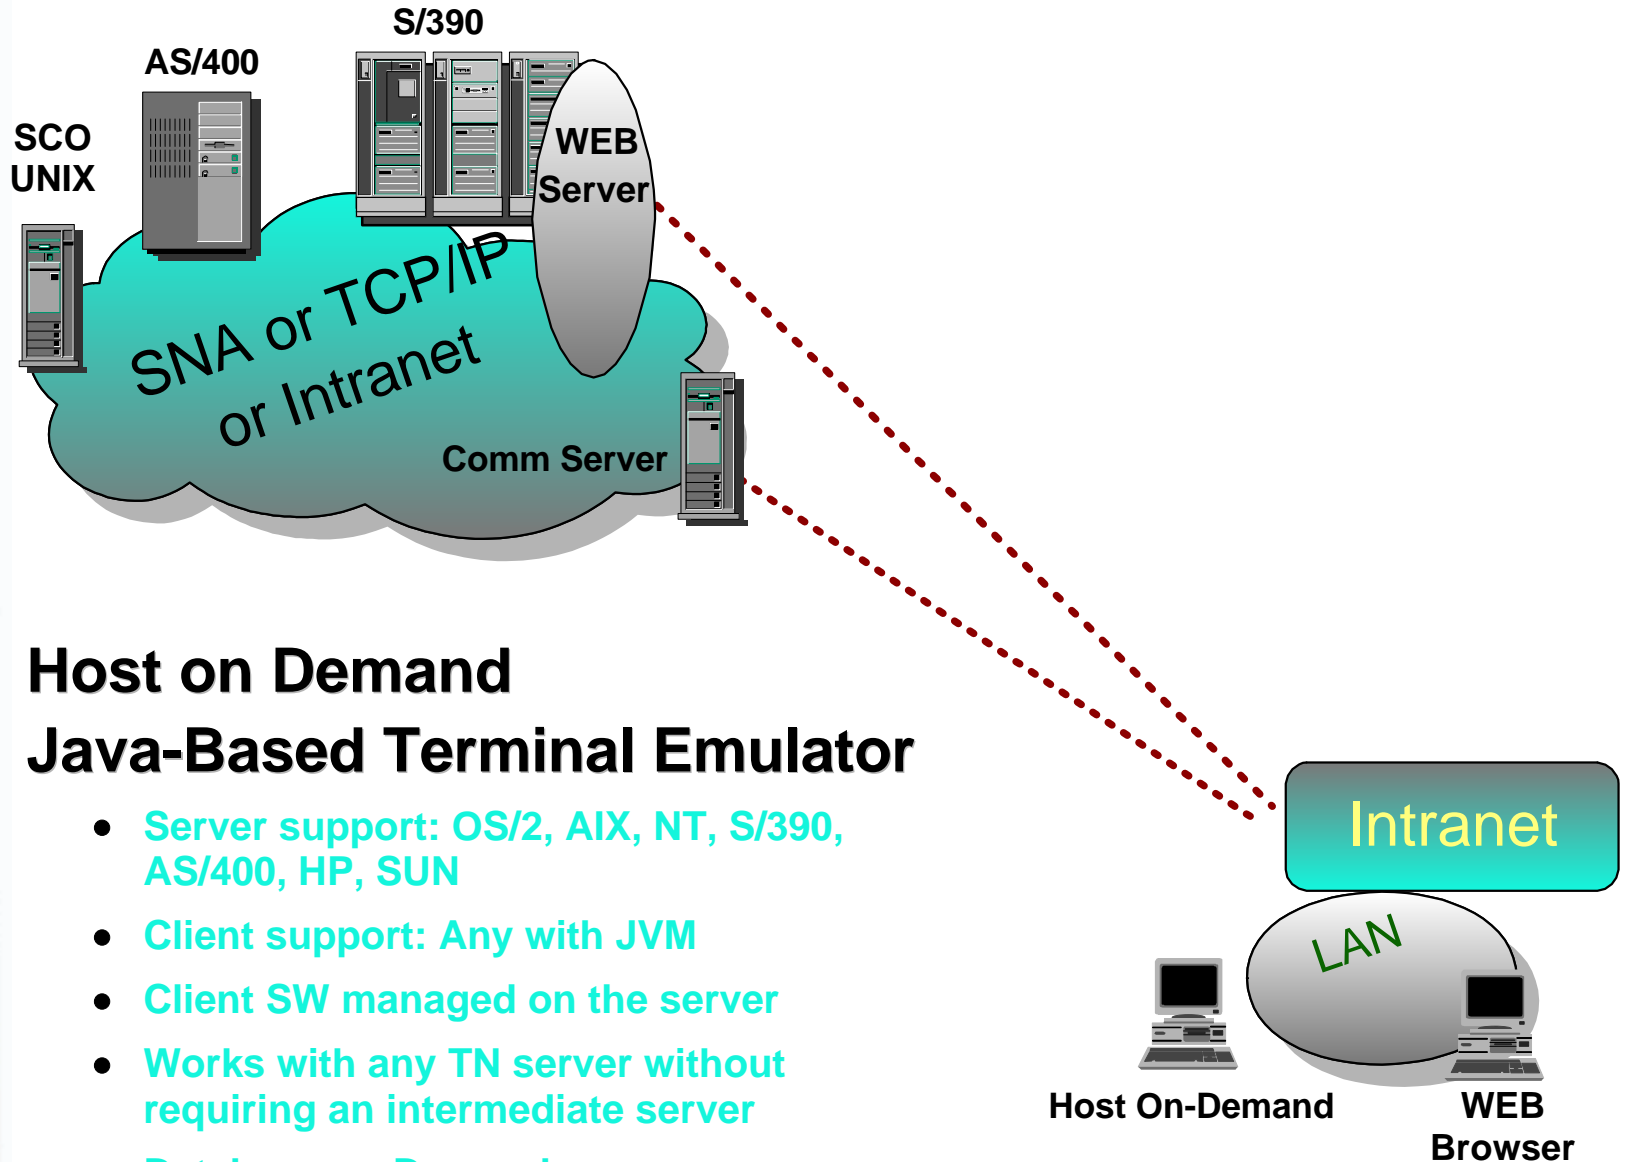 S/390
AS/400
SCO
UNIX
WEB
Server
SNA or TCP/IP
or Intranet
Comm Server
Host on Demand
Java-Based Terminal Emulator
Server support: OS/2, AIX, NT, S/390,
AS/400, HP, SUN
Client support: Any with JVM
Client SW managed on the server
Works with any TN server without
requiring an intermediate server
Intranet
LAN
Host On-Demand
WEB
Browser